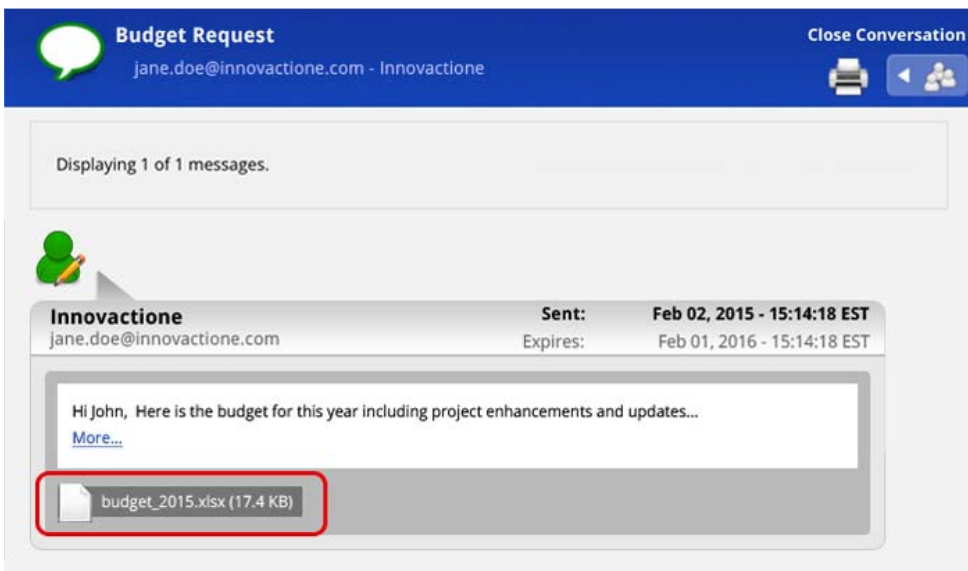 Budget Request
Close Conversation
jane.doe@innovactione.com - Innovactione
Displaying 1 of 1 messages.
Innovactione Sent: Feb 02, 2015 - 15:14:18 EST
jane.doe@innovactione.com Expires: Feb 01, 2016 - 15:14:18 EST
Hi John, Here is the budget for this year including project enhancements and updates...
More...
budget_2015.xlsx (17.4 KB)